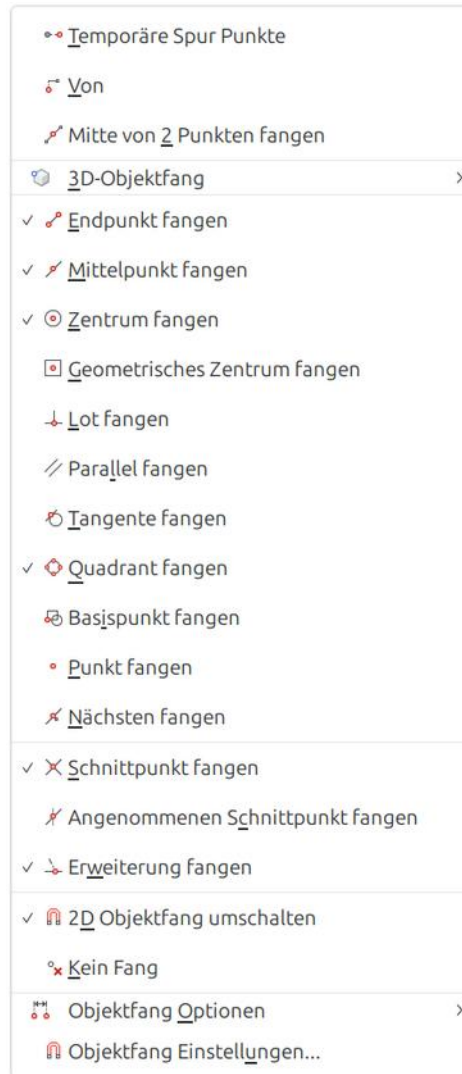 Temporäre Spur Punkte
Von
Mitte von 2 Punkten fangen
3D-Objektfang
Endpunkt fangen
Mittelpunkt fangen
Zentrum fangen
Geometrisches Zentrum fangen
Lot fangen
Parallel fangen
Tangente fangen
Quadrant fangen
Basispunkt fangen
Punkt fangen
Nächsten fangen
Schnittpunkt fangen
Angenommenen Schnittpunkt fangen
Erweiterung fangen
2D Objektfang umschalten
Kein Fang
Objektfang Optionen
Objektfang Einstellungen...